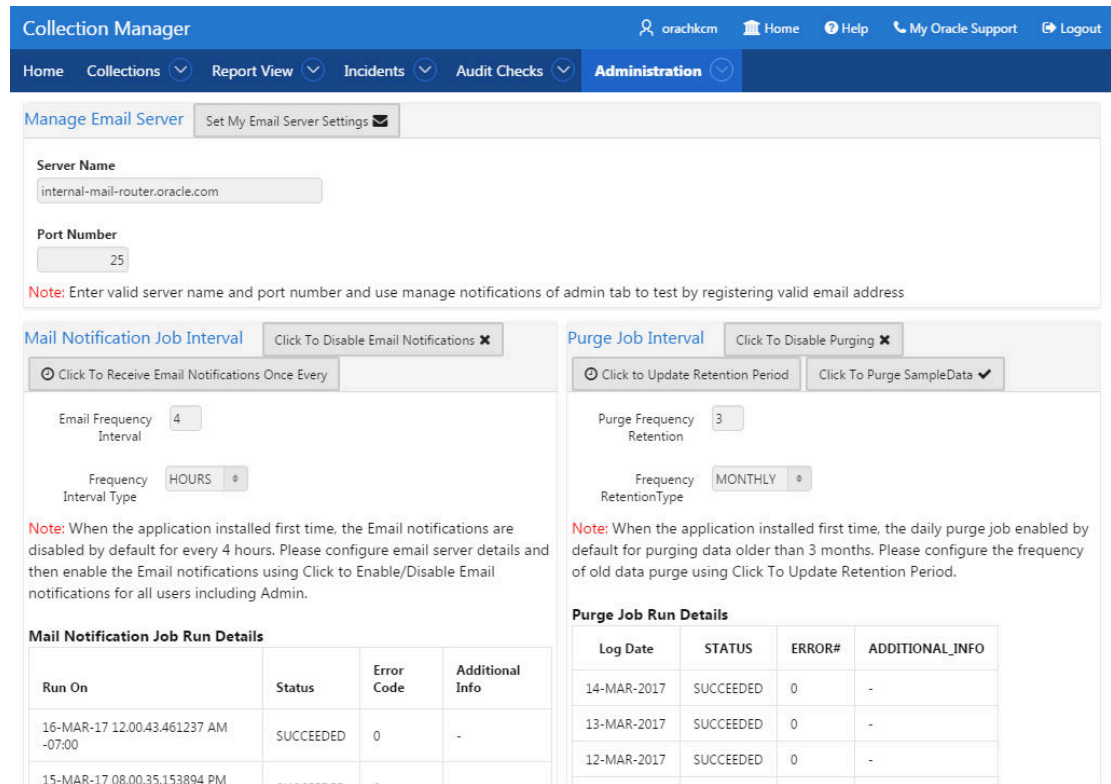 Collection Manager
orachkcm Home Help My Oracle Support Logout
Home Collections Report View Incidents Audit Checks Administration
Manage Email Server Set My Email Server Settings
Server Name
internal-mail-router.oracle.com
Port Number
25
Note: Enter valid server name and port number and use manage notifications of admin tab to test by registering valid email address
Mail Notification Job Interval Click To Disable Email Notifications
Click To Receive Email Notifications Once Every
Email Frequency 4
Interval
Frequency HOURS
Interval Type
Note: When the application installed first time, the Email notifications are
disabled by default for every 4 hours. Please configure email server details and
then enable the Email notifications using Click to Enable/Disable Email
notifications for all users including Admin.
Mail Notification Job Run Details
Run On Status Error Code Additional Info
16-MAR-17 12.00.43.461237 AM
-07:00 SUCCEEDED 0 -
15-MAR-17 08.00.35.153894 PM
Purge Job Interval Click To Disable Purging
Click to Update Retention Period Click To Purge SampleData
Purge Frequency 3
Retention
Frequency MONTHLY
RetentionType
Note: When the application installed first time, the daily purge job enabled by
default for purging data older than 3 months. Please configure the frequency
of old data purge using Click To Update Retention Period.
Purge Job Run Details
Log Date STATUS ERROR# ADDITIONAL_INFO
14-MAR-2017 SUCCEEDED 0 -
13-MAR-2017 SUCCEEDED 0 -
12-MAR-2017 SUCCEEDED 0 -